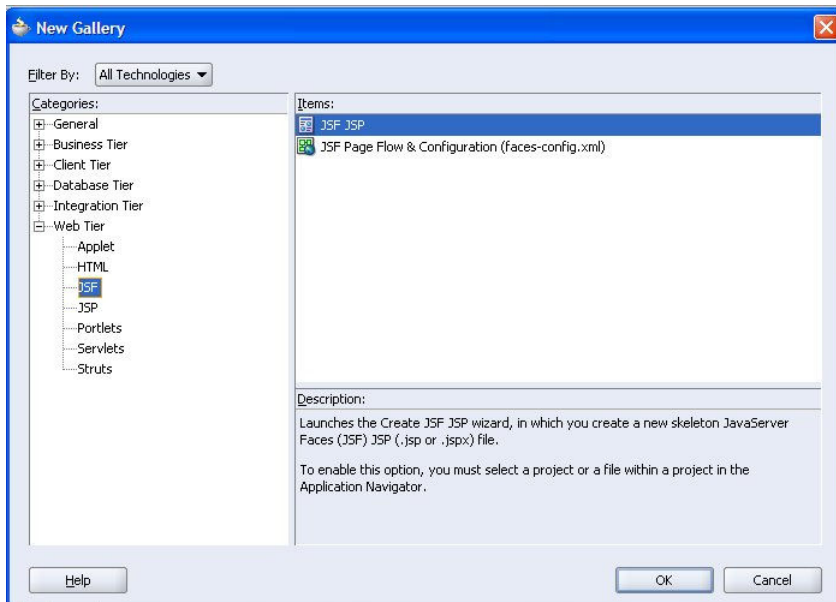 New Gallery
Filter By: All Technologies
Categories:
General
Business Tier
Client Tier
Database Tier
Integration Tier
Web Tier
Applet
HTML
JSF
JSP
Portlets
Servlets
Struts
Items:
JSF JSP
JSF Page Flow & Configuration (faces-config.xml)
Description:
Launches the Create JSF JSP wizard, in which you create a new skeleton JavaServer
Faces (JSF) JSP (.jsp or .jspx) file.
To enable this option, you must select a project or a file within a project in the
Application Navigator.
Help
OK
Cancel